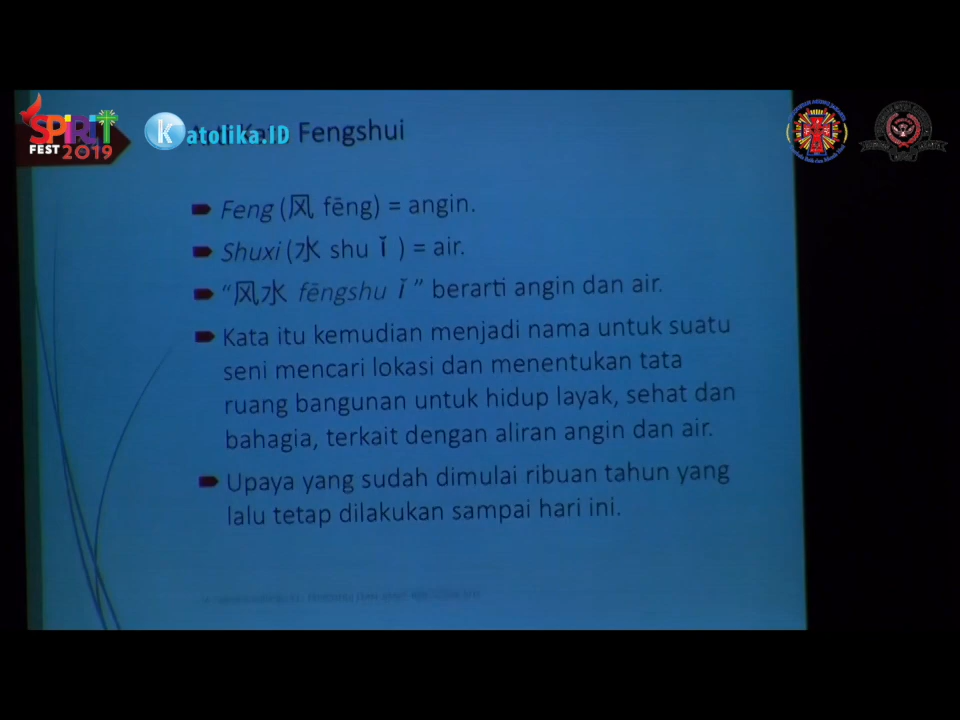 SPIRIT
FEST 2019
Katolika.ID
Fengshui
Feng (风 fēng) = angin.
Shuxi (水 shu ǐ ) = air.
“风水 fēngshu ǐ ” berarti angin dan air.
Kata itu kemudian menjadi nama untuk suatu
seni mencari lokasi dan menentukan tata
ruang bangunan untuk hidup layak, sehat dan
bahagia, terkait dengan aliran angin dan air.
Upaya yang sudah dimulai ribuan tahun yang
lalu tetap dilakukan sampai hari ini.